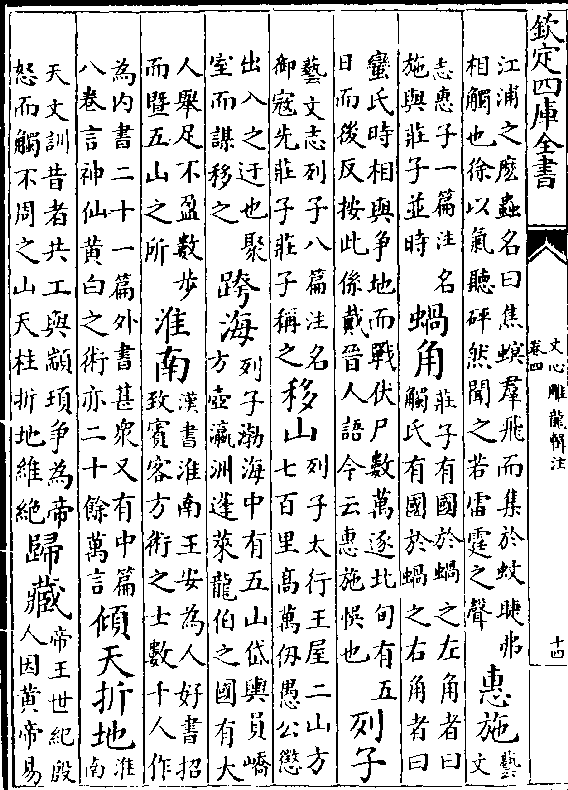 欽定四庫全書
文心雕龍輯注
卷四
十四
江浦之麽蟲名曰焦螟羣飛而集於蚊睫弗
相觸也徐以氣聽砰然聞之若雷霆之聲
惠施
藝
文
志惠子一篇注名
施與莊子並時
蝸角
莊子有國於蝸之左角者曰
觸氏有國於蝸之右角者曰
蠻氏時相與爭地而戰伏尸數萬逐北旬有五
日而後反按此係戴晉人語今云惠施悞也
列子
藝文志列子八篇注名
御冦先莊子莊子稱之
移山
列子太行王屋二山方
七百里髙萬仞愚公懲
出入之迂也聚
室而謀移之
跨海
列子渤海中有五山岱輿員嶠
方壺瀛洲蓬萊龍伯之國有大
人舉足不盈數步
而暨五山之所
淮南
漢書淮南王安為人好書招
致賓客方術之士數千人作
為内書二十一篇外書甚衆又有中篇
八卷言神仙黄白之術亦二十餘萬言
傾天折地
淮
南
天文訓昔者共工與顓頊爭為帝
怒而觸不周之山天柱折地維絶
歸藏
帝王世紀殷
人因黄帝易